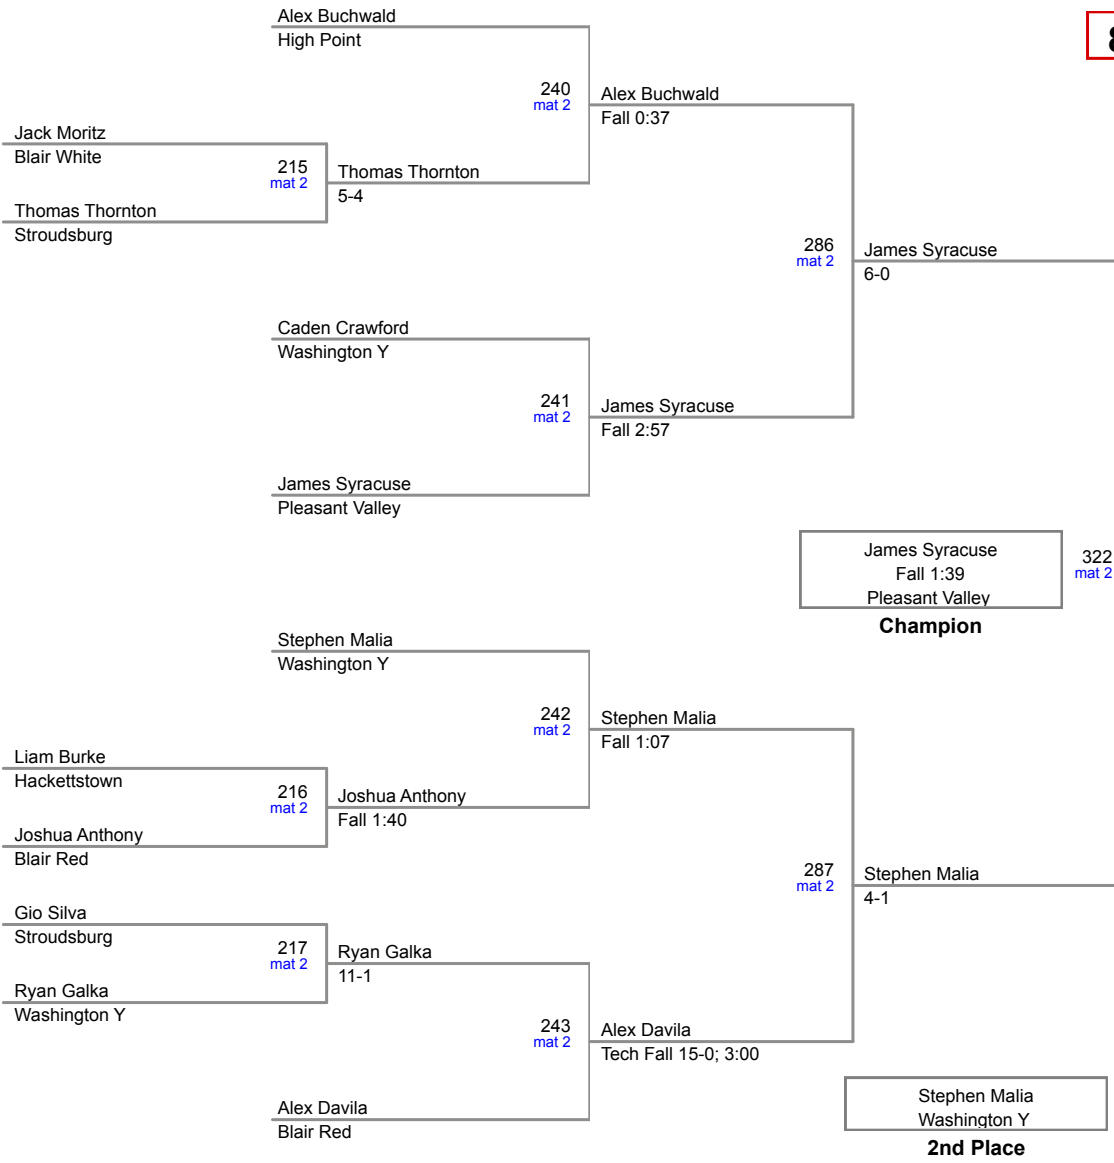 Alex Buchwald
High Point
8
240
mat 2
Alex Buchwald
Fall 0:37
Jack Moritz
Blair White
215
mat 2
Thomas Thornton
5-4
Thomas Thornton
Stroudsburg
286
mat 2
James Syracuse
6-0
Caden Crawford
Washington Y
241
mat 2
James Syracuse
Fall 2:57
James Syracuse
Pleasant Valley
James Syracuse
Fall 1:39
Pleasant Valley
Champion
322
mat 2
Stephen Malia
Washington Y
242
mat 2
Stephen Malia
Fall 1:07
Liam Burke
Hackettstown
216
mat 2
Joshua Anthony
Fall 1:40
Joshua Anthony
Blair Red
287
mat 2
Stephen Malia
4-1
Gio Silva
Stroudsburg
217
mat 2
Ryan Galka
11-1
Ryan Galka
Washington Y
243
mat 2
Alex Davila
Tech Fall 15-0; 3:00
Alex Davila
Blair Red
Stephen Malia
Washington Y
2nd Place